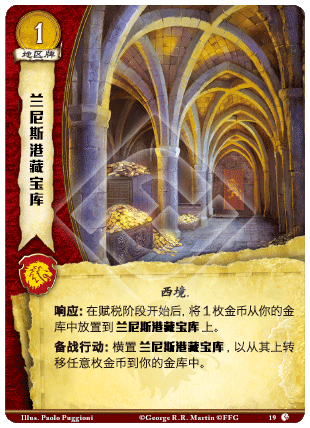 1
地区牌
兰尼斯港藏宝库
西境.
响应: 在赋税阶段开始后, 将1枚金币从你的金
库中放置到 兰尼斯港藏宝库 上。
备战行动: 横置 兰尼斯港藏宝库 , 以从其上转
移任意枚金币到你的金库中。
Illus. Paolo Puggioni ©George R.R. Martin ©FFG 19